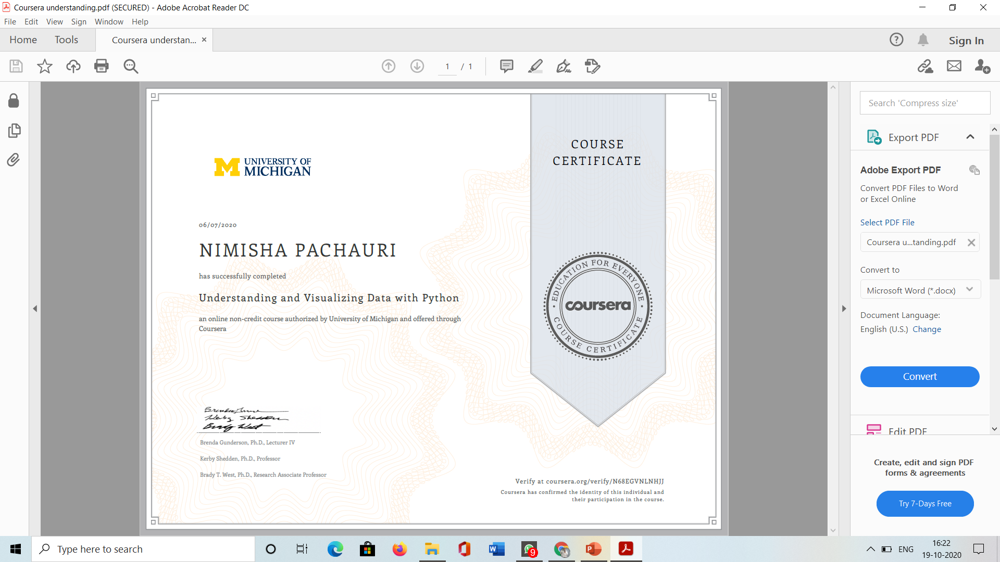 Coursera understanding.pdf (SECURED) - Adobe Acrobat Reader DC
File Edit View Sign Window Help
Home Tools Coursera understan... × Sign In
1 / 1
UNIVERSITY OF
MICHIGAN
COURSE
CERTIFICATE
06/07/2020
NIMISHA PACHAURI
has successfully completed
Understanding and Visualizing Data with Python
an online non-credit course authorized by University of Michigan and offered through
Coursera
EDUCATION FOR EVERYONE
coursera
COURSE CERTIFICATE
Brenda Gunderson, Ph.D., Lecturer IV
Kerby Shedden, Ph.D., Professor
Brady T. West, Ph.D., Research Associate Professor
Verify at coursera.org/verify/N68EGVNLNHJJ
Coursera has confirmed the identity of this individual and
their participation in the course.
Search 'Compress size'
Export PDF
Adobe Export PDF
Convert PDF Files to Word
or Excel Online
Select PDF File
Coursera u...tanding.pdf
Convert to
Microsoft Word (*.docx)
Document Language:
English (U.S.) Change
Convert
Edit PDF
Create, edit and sign PDF
forms & agreements
Try 7-Days Free
Type here to search
9
ENG
16:22
19-10-2020